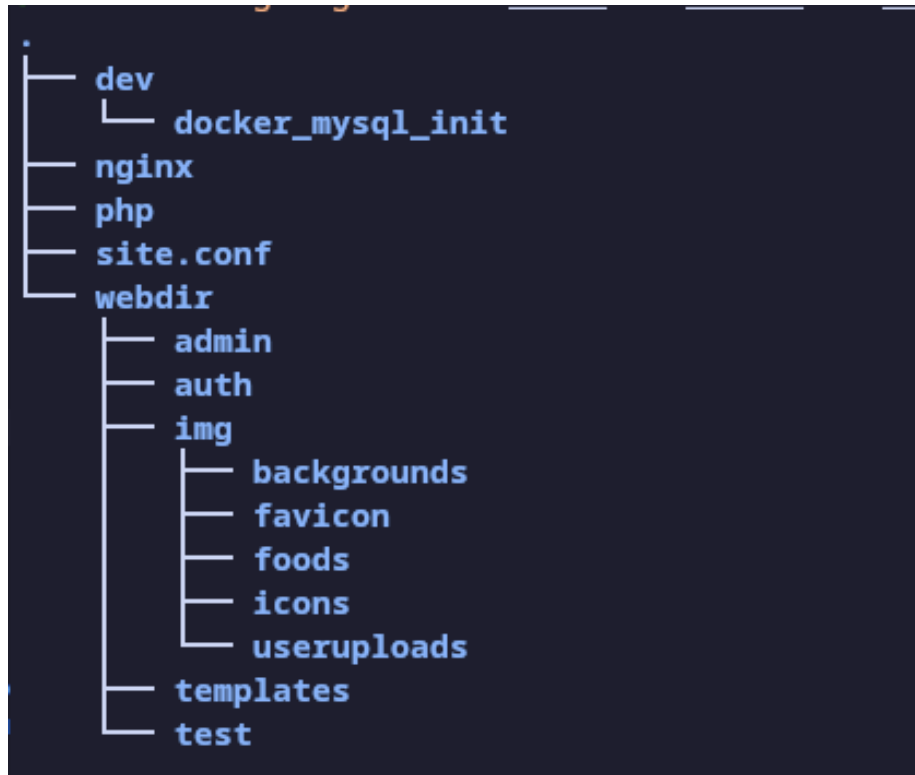 .
dev
docker_mysql_init
nginx
php
site.conf
webdir
admin
auth
img
backgrounds
favicon
foods
icons
useruploads
templates
test